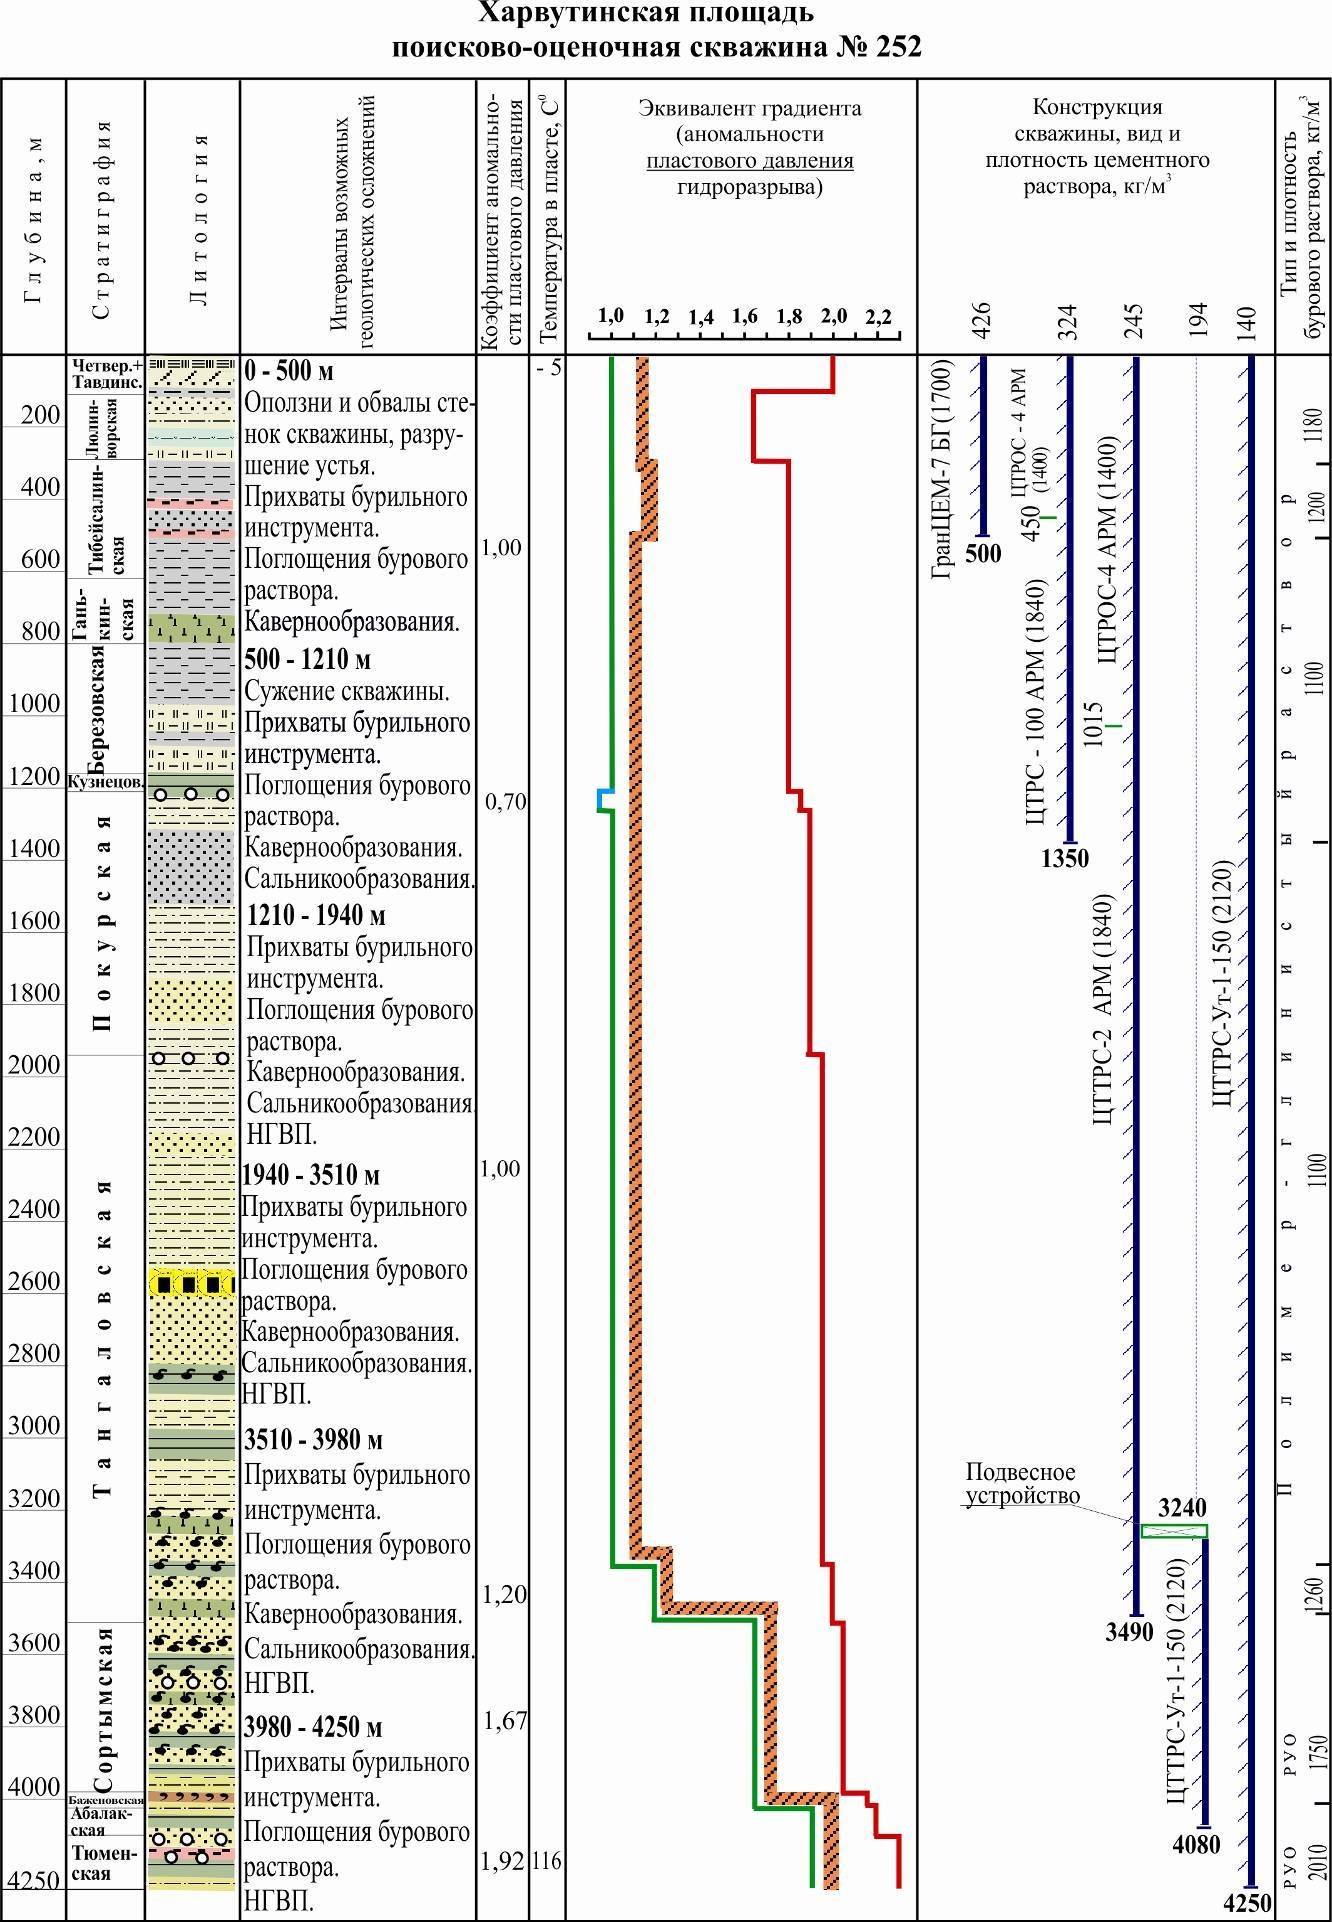 Харвутинская площадь
поисково-оценочная скважина № 252
Глубина, м
Стратиграфия
Литология
Интервалы возможных
геологических осложнений
Коэффициент аномально-
сти пластового давления
Температура в пласте, С⁰
Эквивалент градиента
(аномальности
пластового давления
гидроразрыва)
Конструкция
скважины, вид и
плотность цементного
раствора, кг/м³
Тип и плотность
бурового раствора, кг/м³
1,0 1,2 1,4 1,6 1,8 2,0 2,2
426 324 245 194 140
200
400
600
800
1000
1200
1400
1600
1800
2000
2200
2400
2600
2800
3000
3200
3400
3600
3800
4000
4250
Четвер.+
Тавдинс.
Люлин-
ворская
Тибейсалин-
ская
Гань-
кин-
ская
Березовская
Кузнецов.
Покурская
Тангаловская
Сортымская
Баженовская
Абалак-
ская
Тюмен-
ская
0 - 500 м
Оползни и обвалы сте-
нок скважины, разру-
шение устья.
Прихваты бурильного
инструмента.
Поглощения бурового
раствора.
Кавернообразования.
500 - 1210 м
Сужение скважины.
Прихваты бурильного
инструмента.
Поглощения бурового
раствора.
Кавернообразования.
Сальникообразования.
1210 - 1940 м
Прихваты бурильного
инструмента.
Поглощения бурового
раствора.
Кавернообразования.
Сальникообразования.
НГВП.
1940 - 3510 м
Прихваты бурильного
инструмента.
Поглощения бурового
раствора.
Кавернообразования.
Сальникообразования.
НГВП.
3510 - 3980 м
Прихваты бурильного
инструмента.
Поглощения бурового
раствора.
Кавернообразования.
Сальникообразования.
НГВП.
3980 - 4250 м
Прихваты бурильного
инструмента.
Поглощения бурового
раствора.
НГВП.
1,00
0,70
1,00
1,20
1,67
1,92
- 5
116
ГранЦЕМ-7 БГ(1700)
500
ЦТРОС - 4 АРМ
(1400)
450
ЦТРС - 100 АРМ (1840)
1350
ЦТРОС-4 АРМ (1400)
1015
ЦТТРС-2 АРМ (1840)
3490
Подвесное
устройство
3240
ЦТТРС-Ут-1-150 (2120)
4080
ЦТТРС-Ут-1-150 (2120)
4250
Полимер-глинистый раствор
РУО
РУО
1180
1200
1100
1100
1260
1750
2010